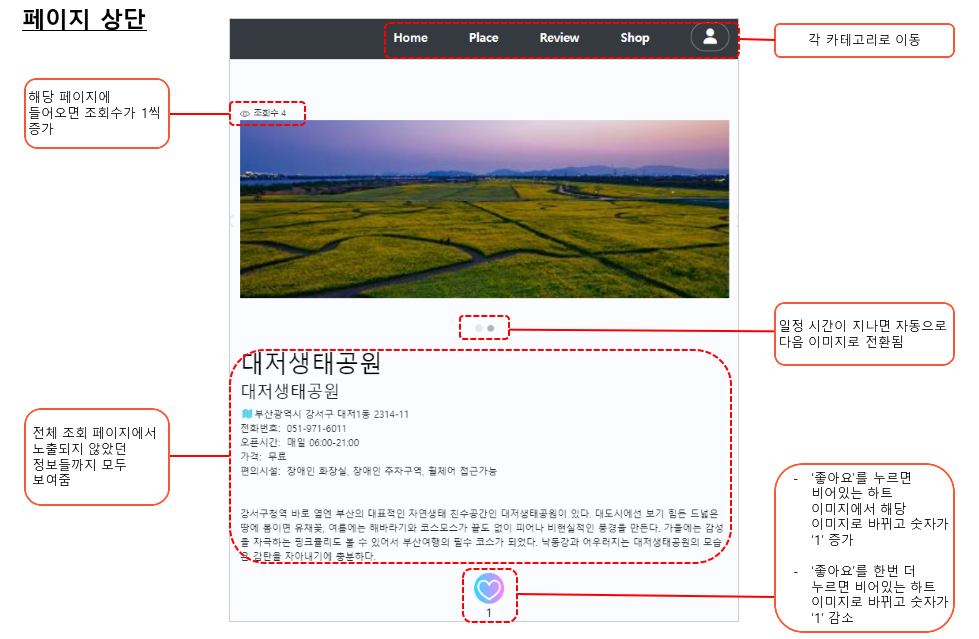 페이지 상단
Home Place Review Shop
각 카테고리로 이동
해당 페이지에
들어오면 조회수가 1씩
증가
조회수 4
일정 시간이 지나면 자동으로
다음 이미지로 전환됨
대저생태공원
대저생태공원
부산광역시 강서구 대저1동 2314-11
전화번호: 051-971-6011
오픈시간: 매일 06:00-21:00
가격: 무료
편의시설: 장애인 화장실, 장애인 주차구역, 휠체어 접근가능
전체 조회 페이지에서
노출되지 않았던
정보들까지 모두
보여줌
강서구청역 바로 옆엔 부산의 대표적인 자연생태 친수공간인 대저생태공원이 있다. 대도시에선 보기 힘든 드넓은
땅에 봄이면 유채꽃, 여름에는 해바라기와 코스모스가 끝도 없이 피어나 비현실적인 풍경을 만든다. 가을에는 감성
을 자극하는 핑크뮬리도 볼 수 있어서 부산여행의 필수 코스가 되었다. 낙동강과 어우러지는 대저생태공원의 모습
은 감탄을 자아내기에 충분하다.
1
- '좋아요'를 누르면
비어있는 하트
이미지에서 해당
이미지로 바뀌고 숫자가
'1' 증가
- '좋아요'를 한번 더
누르면 비어있는 하트
이미지로 바뀌고 숫자가
'1' 감소